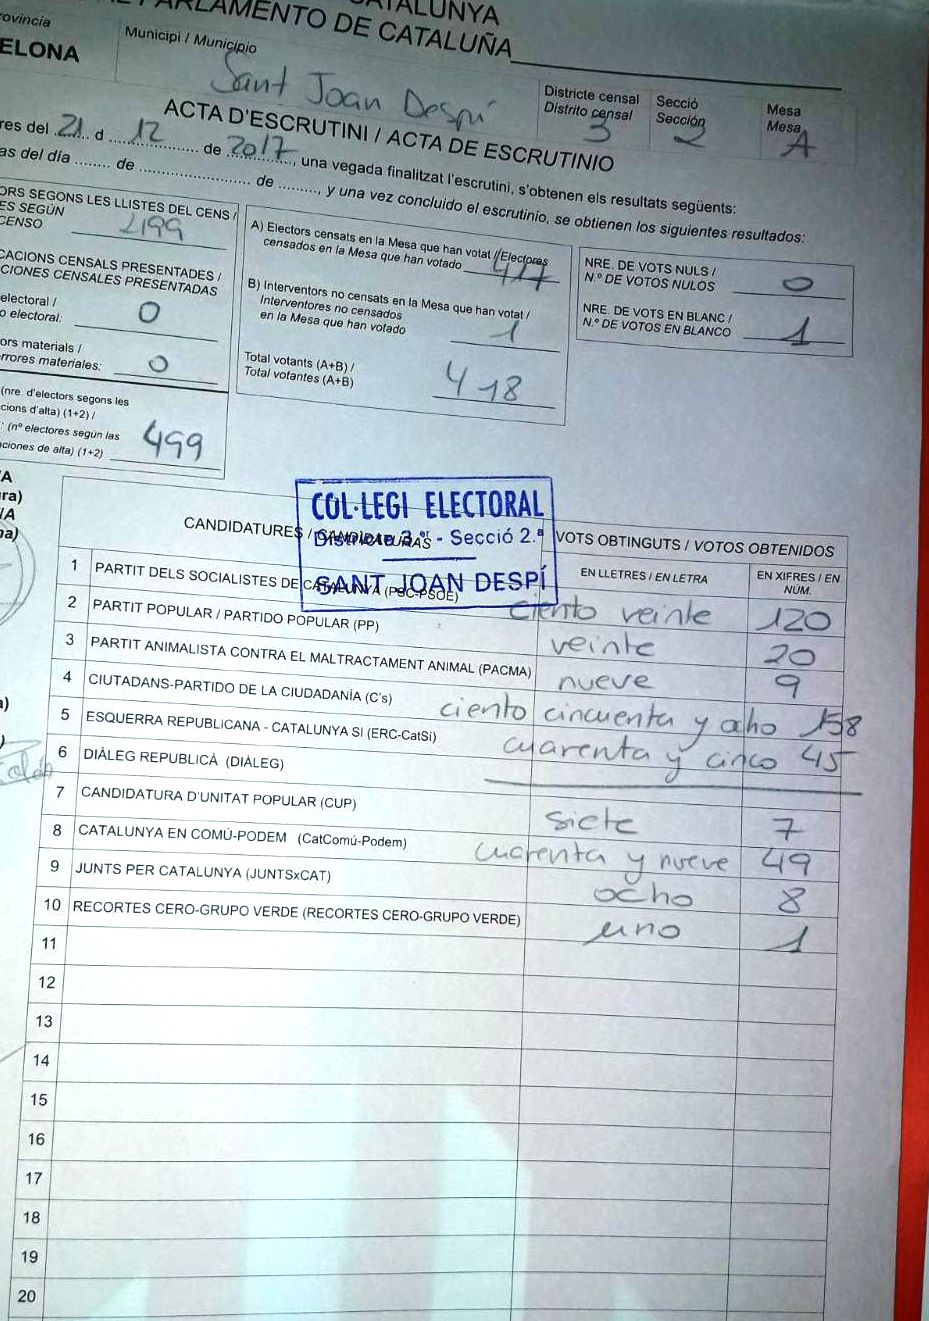 CATALUNYA
PARLAMENTO DE CATALUÑA
rovincia
ELONA
Municipi / Municipio
Sant Joan Despí
Districte censal
Distrito censal
3
Secció
Sección
2
Mesa
Mesa
A
ACTA D'ESCRUTINI / ACTA DE ESCRUTINIO
res del 21 d 12 de 2017, una vegada finalitzat l'escrutini, s'obtenen els resultats següents:
as del día ........ de ............................ de .........., y una vez concluido el escrutinio, se obtienen los siguientes resultados:
ORS SEGONS LES LLISTES DEL CENS /
ES SEGÚN
CENSO 499
CACIONS CENSALS PRESENTADES /
CIONES CENSALES PRESENTADAS
electoral /
o electoral: 0
ors materials /
rrores materiales: 0
(nre. d'electors segons les
cions d'alta) (1+2) /
: (nº electores según las
ciones de alta) (1+2) 499
A) Electors censats en la Mesa que han votat / Electores
censados en la Mesa que han votado 417
B) Interventors no censats en la Mesa que han votat /
Interventores no censados
en la Mesa que han votado 1
Total votants (A+B) /
Total votantes (A+B) 418
NRE. DE VOTS NULS /
N.º DE VOTOS NULOS 0
NRE. DE VOTS EN BLANC /
N.º DE VOTOS EN BLANCO 1
COL·LEGI ELECTORAL
Districte 3.er - Secció 2.ª
SANT JOAN DESPÍ
CANDIDATURES / CANDIDATURAS
VOTS OBTINGUTS / VOTOS OBTENIDOS
EN LLETRES / EN LETRA
EN XIFRES / EN
NÚM.
1 PARTIT DELS SOCIALISTES DE CATALUNYA (PSC-PSOE) ciento veinte 120
2 PARTIT POPULAR / PARTIDO POPULAR (PP) veinte 20
3 PARTIT ANIMALISTA CONTRA EL MALTRACTAMENT ANIMAL (PACMA) nueve 9
4 CIUTADANS-PARTIDO DE LA CIUDADANÍA (C's) ciento cincuenta y ocho 158
5 ESQUERRA REPUBLICANA - CATALUNYA SÍ (ERC-CatSí) cuarenta y cinco 45
6 DIÀLEG REPUBLICÀ (DIÀLEG)
7 CANDIDATURA D'UNITAT POPULAR (CUP) siete 7
8 CATALUNYA EN COMÚ-PODEM (CatComú-Podem) cuarenta y nueve 49
9 JUNTS PER CATALUNYA (JUNTSxCAT) ocho 8
10 RECORTES CERO-GRUPO VERDE (RECORTES CERO-GRUPO VERDE) uno 1
11
12
13
14
15
16
17
18
19
20